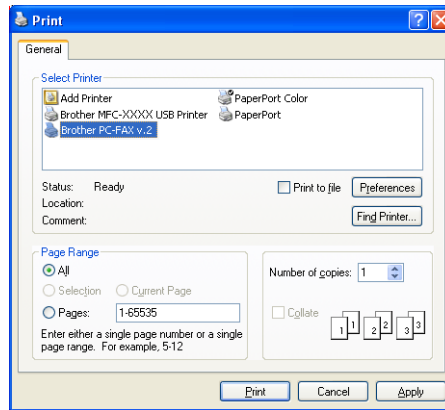 Print
General
Select Printer
Add Printer
PaperPort Color
Brother MFC-XXXX USB Printer
PaperPort
Brother PC-FAX v.2
Status: Ready
Print to file
Preferences
Location:
Comment:
Find Printer...
Page Range
All
Number of copies: 1
Selection
Current Page
Pages: 1-65535
Collate
Enter either a single page number or a single
page range. For example, 5-12
1 1 2 2 3 3
Print
Cancel
Apply